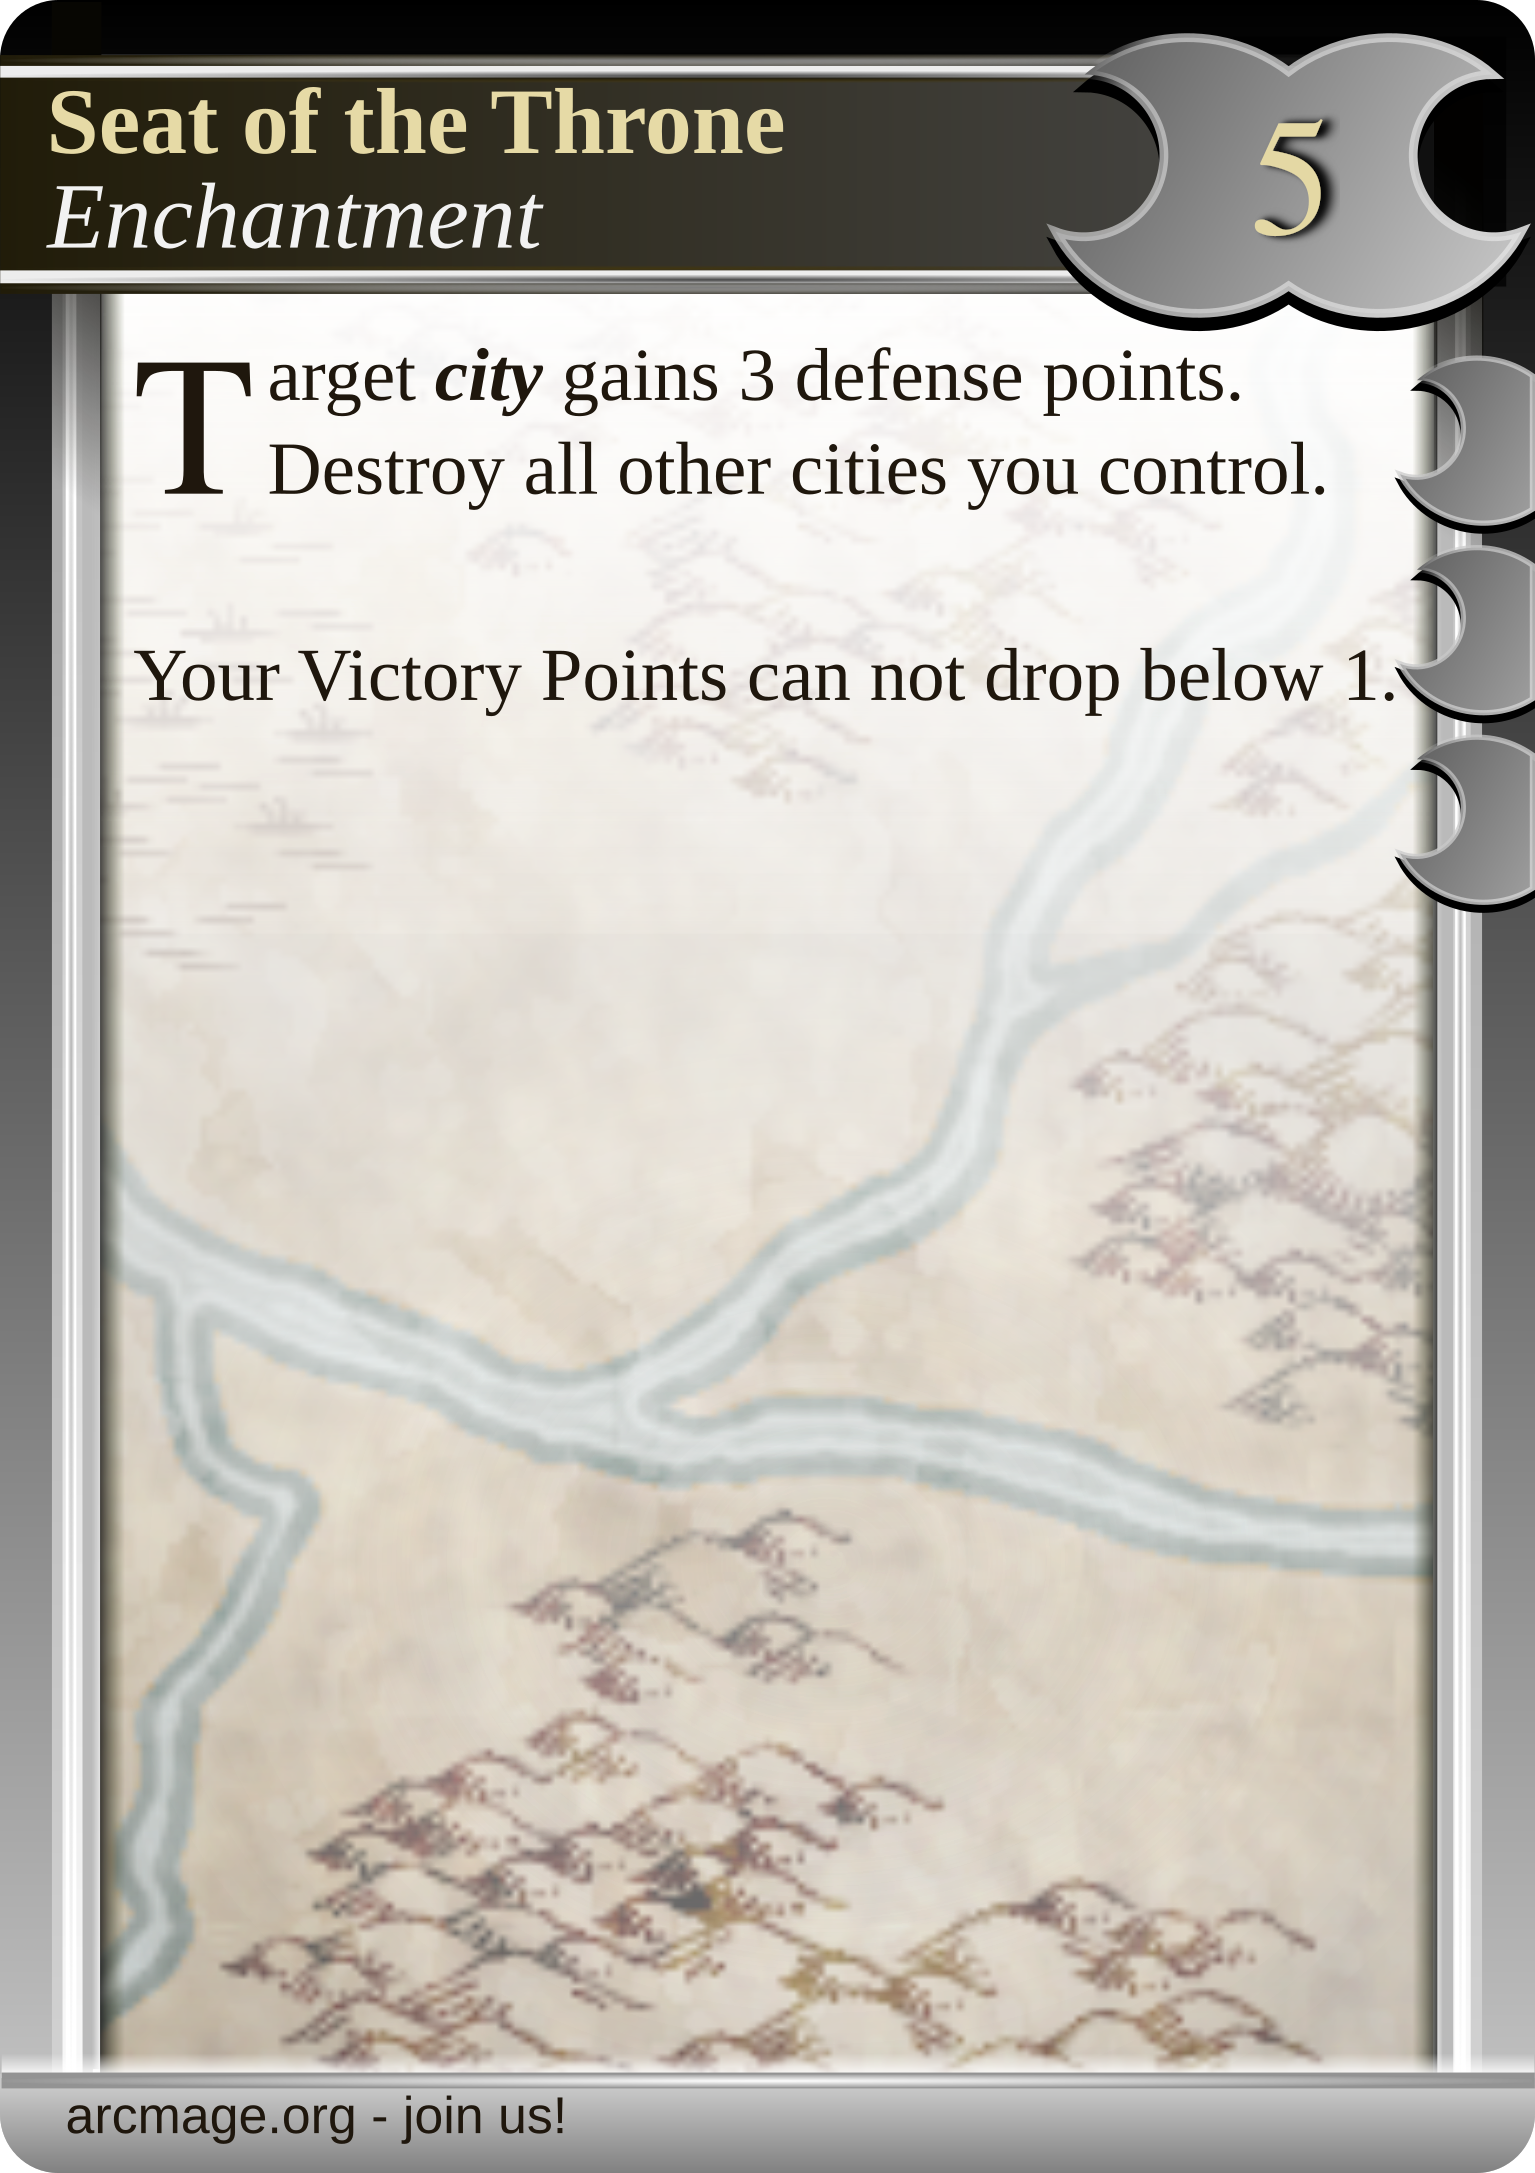 Seat of the Throne
Enchantment
5
Target city gains 3 defense points.
Destroy all other cities you control.
Your Victory Points can not drop below 1.
arcmage.org - join us!